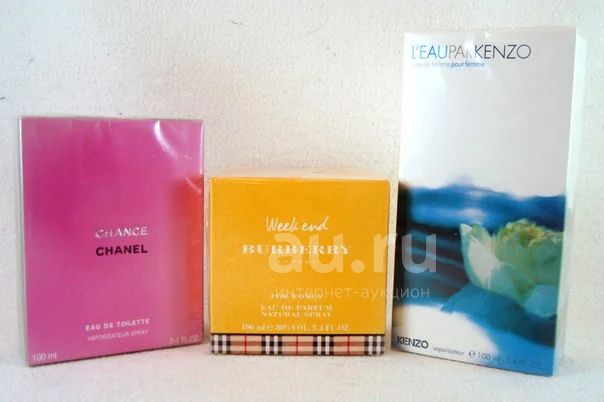 CHANCE
CHANEL
EAU DE TOILETTE
VAPORISATEUR SPRAY
100 ml
3.4 FL. OZ.
Week end
BURBERRY
FOR WOMEN
EAU DE PARFUM
NATURAL SPRAY
100 ml ℮ 80%VOL. 3.3 FL. OZ.
L'EAUPARKENZO
eau de toilette pour femme
KENZO vaporisateur ℮ 100 ml - 3.4 FL. OZ.
au.ru
интернет-аукцион